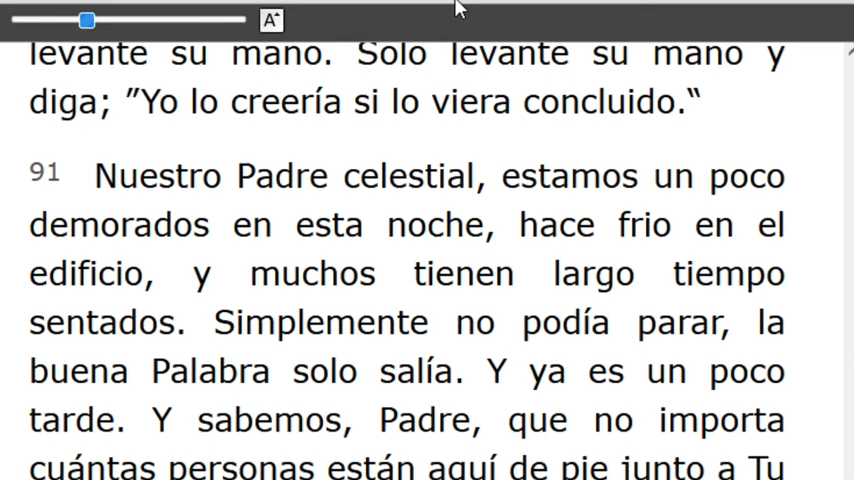 A
levante su mano. Solo levante su mano y
diga; ”Yo lo creería si lo viera concluido.“
91 Nuestro Padre celestial, estamos un poco
demorados en esta noche, hace frio en el
edificio, y muchos tienen largo tiempo
sentados. Simplemente no podía parar, la
buena Palabra solo salía. Y ya es un poco
tarde. Y sabemos, Padre, que no importa
cuántas personas están aquí de pie junto a Tu